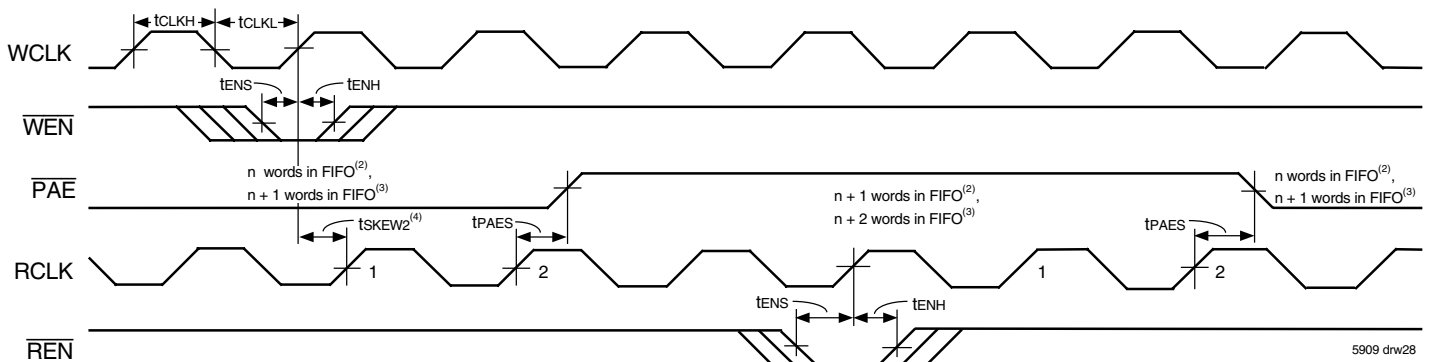 tCLKH
tCLKL
WCLK
tENS
tENH
WEN
n words in FIFO(2),
n + 1 words in FIFO(3)
PAE
n + 1 words in FIFO(2),
n + 2 words in FIFO(3)
n words in FIFO(2),
n + 1 words in FIFO(3)
tSKEW2(4)
tPAES
tPAES
RCLK
1
2
1
2
tENS
tENH
REN
5909 drw28